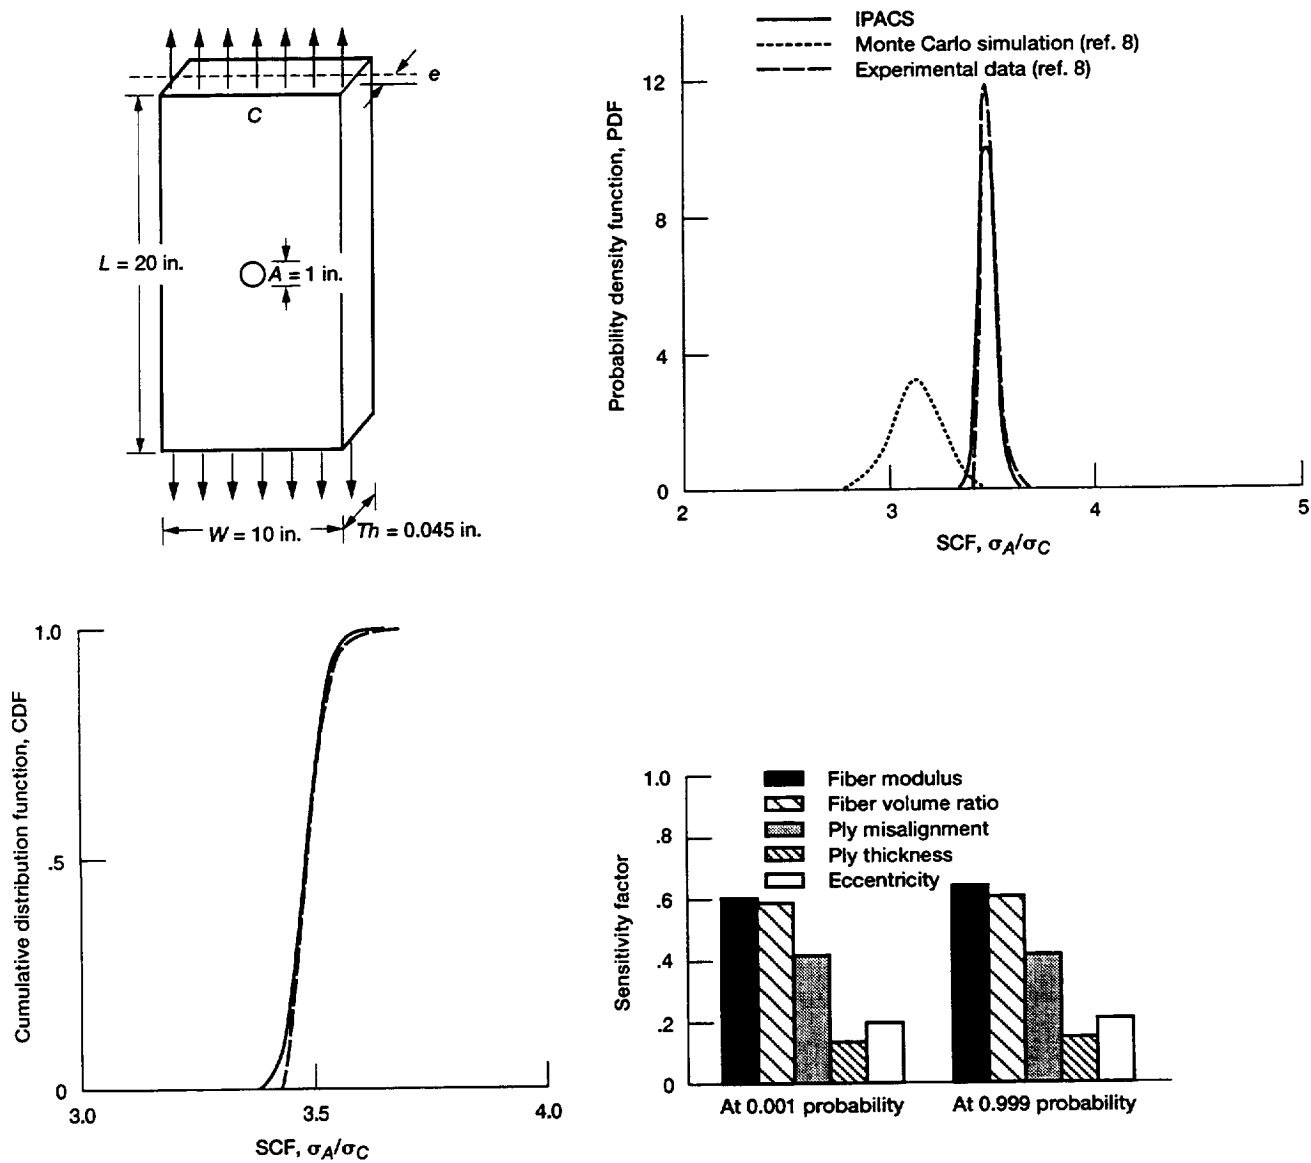 e
C
L = 20 in.
A = 1 in.
W = 10 in.
Th = 0.045 in.
IPACS
Monte Carlo simulation (ref. 8)
Experimental data (ref. 8)
Probability density function, PDF
12
8
4
0
2
3
4
5
SCF, σA/σC
Cumulative distribution function, CDF
1.0
.5
0
3.0
3.5
4.0
SCF, σA/σC
Sensitivity factor
1.0
.8
.6
.4
.2
0
Fiber modulus
Fiber volume ratio
Ply misalignment
Ply thickness
Eccentricity
At 0.001 probability
At 0.999 probability